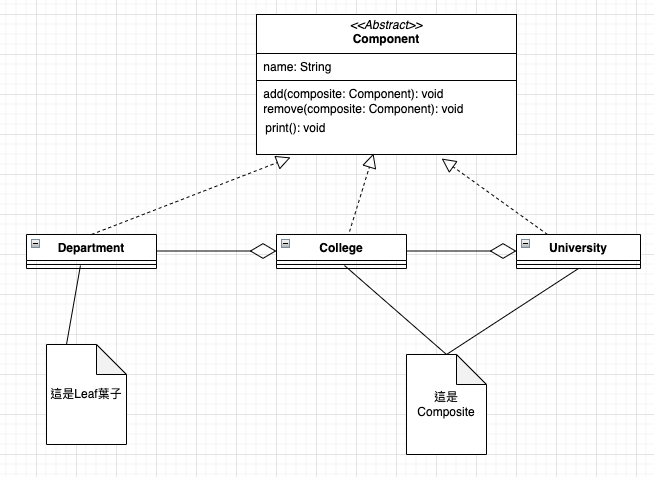 <<Abstract>>
Component
name: String
add(composite: Component): void
remove(composite: Component): void
print(): void
Department
College
University
這是Leaf葉子
這是
Composite